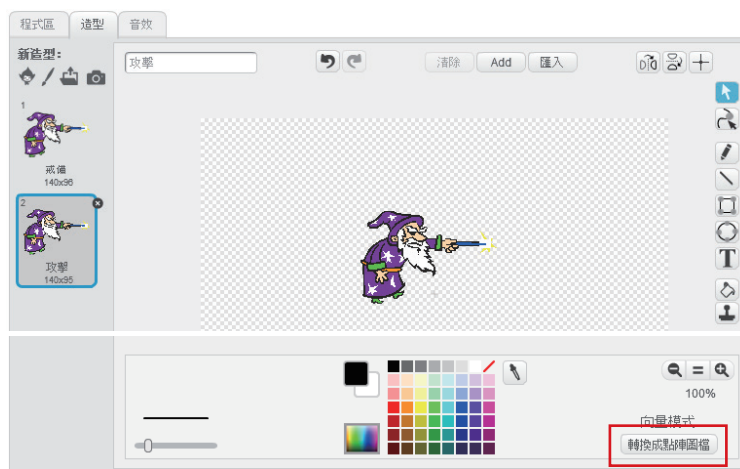 程式區 造型 音效
新造型:
攻擊 清除 Add 匯入
1
戒備
140x96
2
攻擊
140x95
T
100%
向量模式
轉換成點陣圖檔